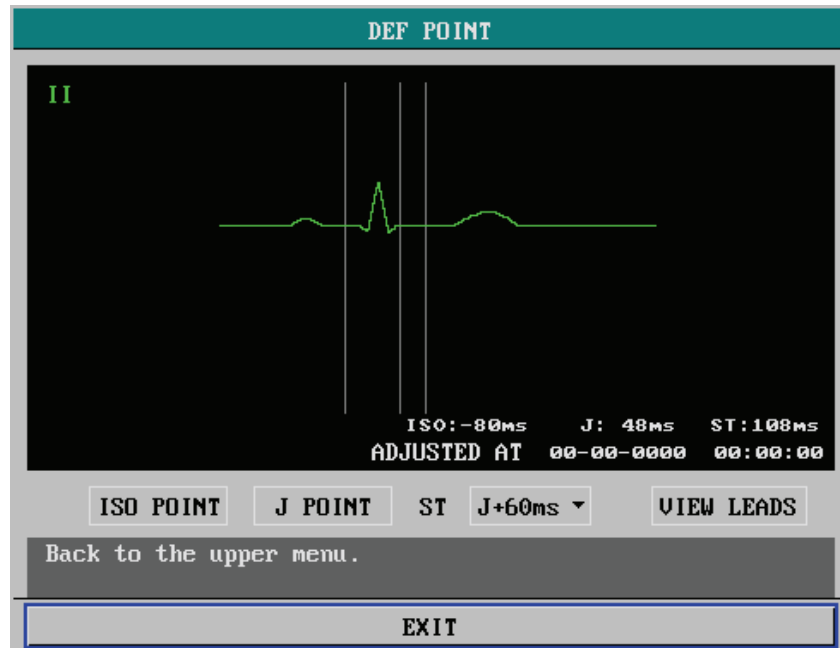 DEF POINT
II
ISO:-80ms J: 48ms ST:108ms
ADJUSTED AT 00-00-0000 00:00:00
ISO POINT J POINT ST J+60ms VIEW LEADS
Back to the upper menu.
EXIT